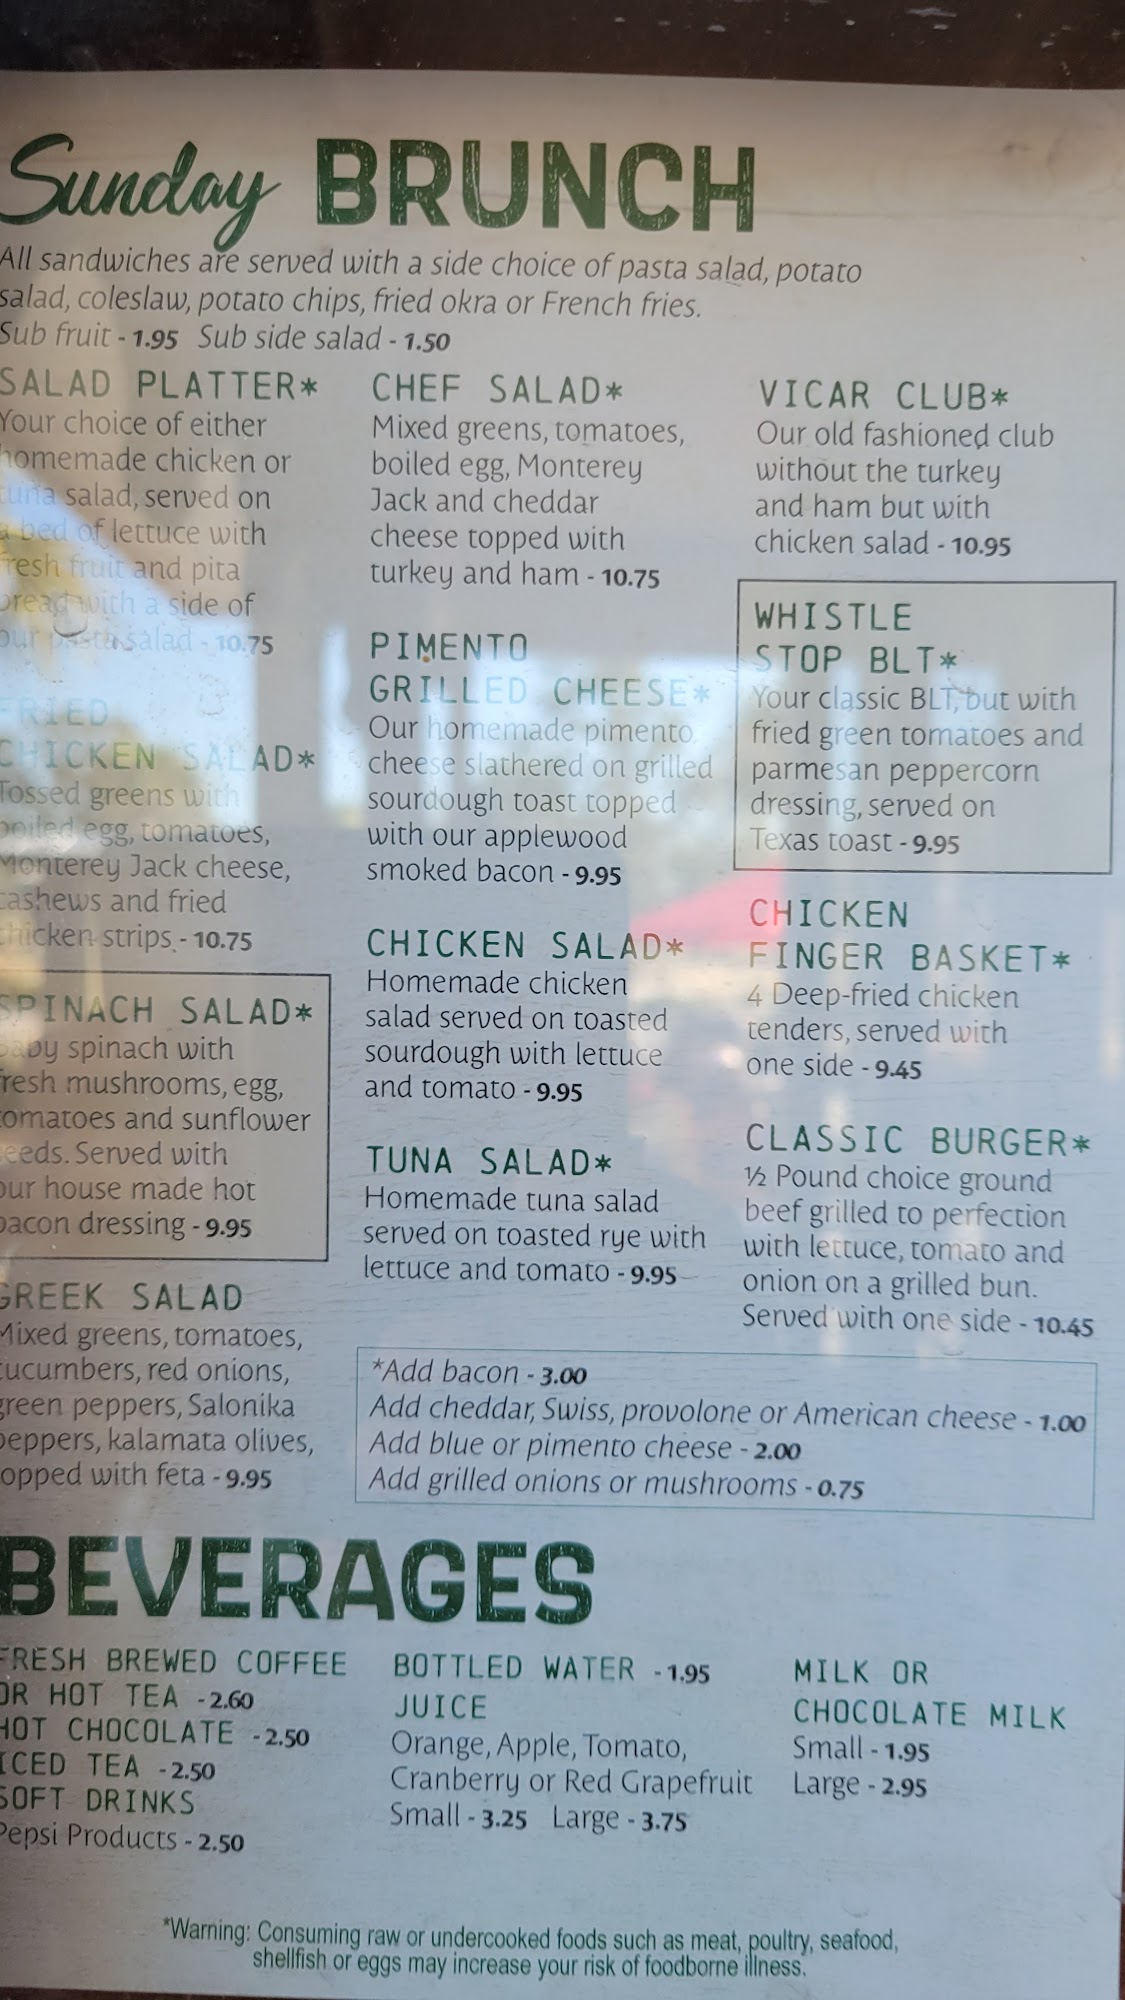 Sunday BRUNCH
All sandwiches are served with a side choice of pasta salad, potato
salad, coleslaw, potato chips, fried okra or French fries.
Sub fruit - 1.95 Sub side salad - 1.50
SALAD PLATTER*
Your choice of either
homemade chicken or
tuna salad, served on
a bed of lettuce with
fresh fruit and pita
bread with a side of
our pasta salad - 10.75
FRIED
CHICKEN SALAD*
Tossed greens with
boiled egg, tomatoes,
Monterey Jack cheese,
cashews and fried
chicken strips - 10.75
SPINACH SALAD*
baby spinach with
fresh mushrooms, egg,
tomatoes and sunflower
seeds. Served with
our house made hot
bacon dressing - 9.95
GREEK SALAD
Mixed greens, tomatoes,
cucumbers, red onions,
green peppers, Salonika
peppers, kalamata olives,
topped with feta - 9.95
CHEF SALAD*
Mixed greens, tomatoes,
boiled egg, Monterey
Jack and cheddar
cheese topped with
turkey and ham - 10.75
PIMENTO
GRILLED CHEESE*
Our homemade pimento
cheese slathered on grilled
sourdough toast topped
with our applewood
smoked bacon - 9.95
CHICKEN SALAD*
Homemade chicken
salad served on toasted
sourdough with lettuce
and tomato - 9.95
TUNA SALAD*
Homemade tuna salad
served on toasted rye with
lettuce and tomato - 9.95
VICAR CLUB*
Our old fashioned club
without the turkey
and ham but with
chicken salad - 10.95
WHISTLE
STOP BLT*
Your classic BLT, but with
fried green tomatoes and
parmesan peppercorn
dressing, served on
Texas toast - 9.95
CHICKEN
FINGER BASKET*
4 Deep-fried chicken
tenders, served with
one side - 9.45
CLASSIC BURGER*
½ Pound choice ground
beef grilled to perfection
with lettuce, tomato and
onion on a grilled bun.
Served with one side - 10.45
*Add bacon - 3.00
Add cheddar, Swiss, provolone or American cheese - 1.00
Add blue or pimento cheese - 2.00
Add grilled onions or mushrooms - 0.75
BEVERAGES
FRESH BREWED COFFEE
OR HOT TEA - 2.60
HOT CHOCOLATE - 2.50
ICED TEA - 2.50
SOFT DRINKS
Pepsi Products - 2.50
BOTTLED WATER - 1.95
JUICE
Orange, Apple, Tomato,
Cranberry or Red Grapefruit
Small - 3.25 Large - 3.75
MILK OR
CHOCOLATE MILK
Small - 1.95
Large - 2.95
*Warning: Consuming raw or undercooked foods such as meat, poultry, seafood,
shellfish or eggs may increase your risk of foodborne illness.